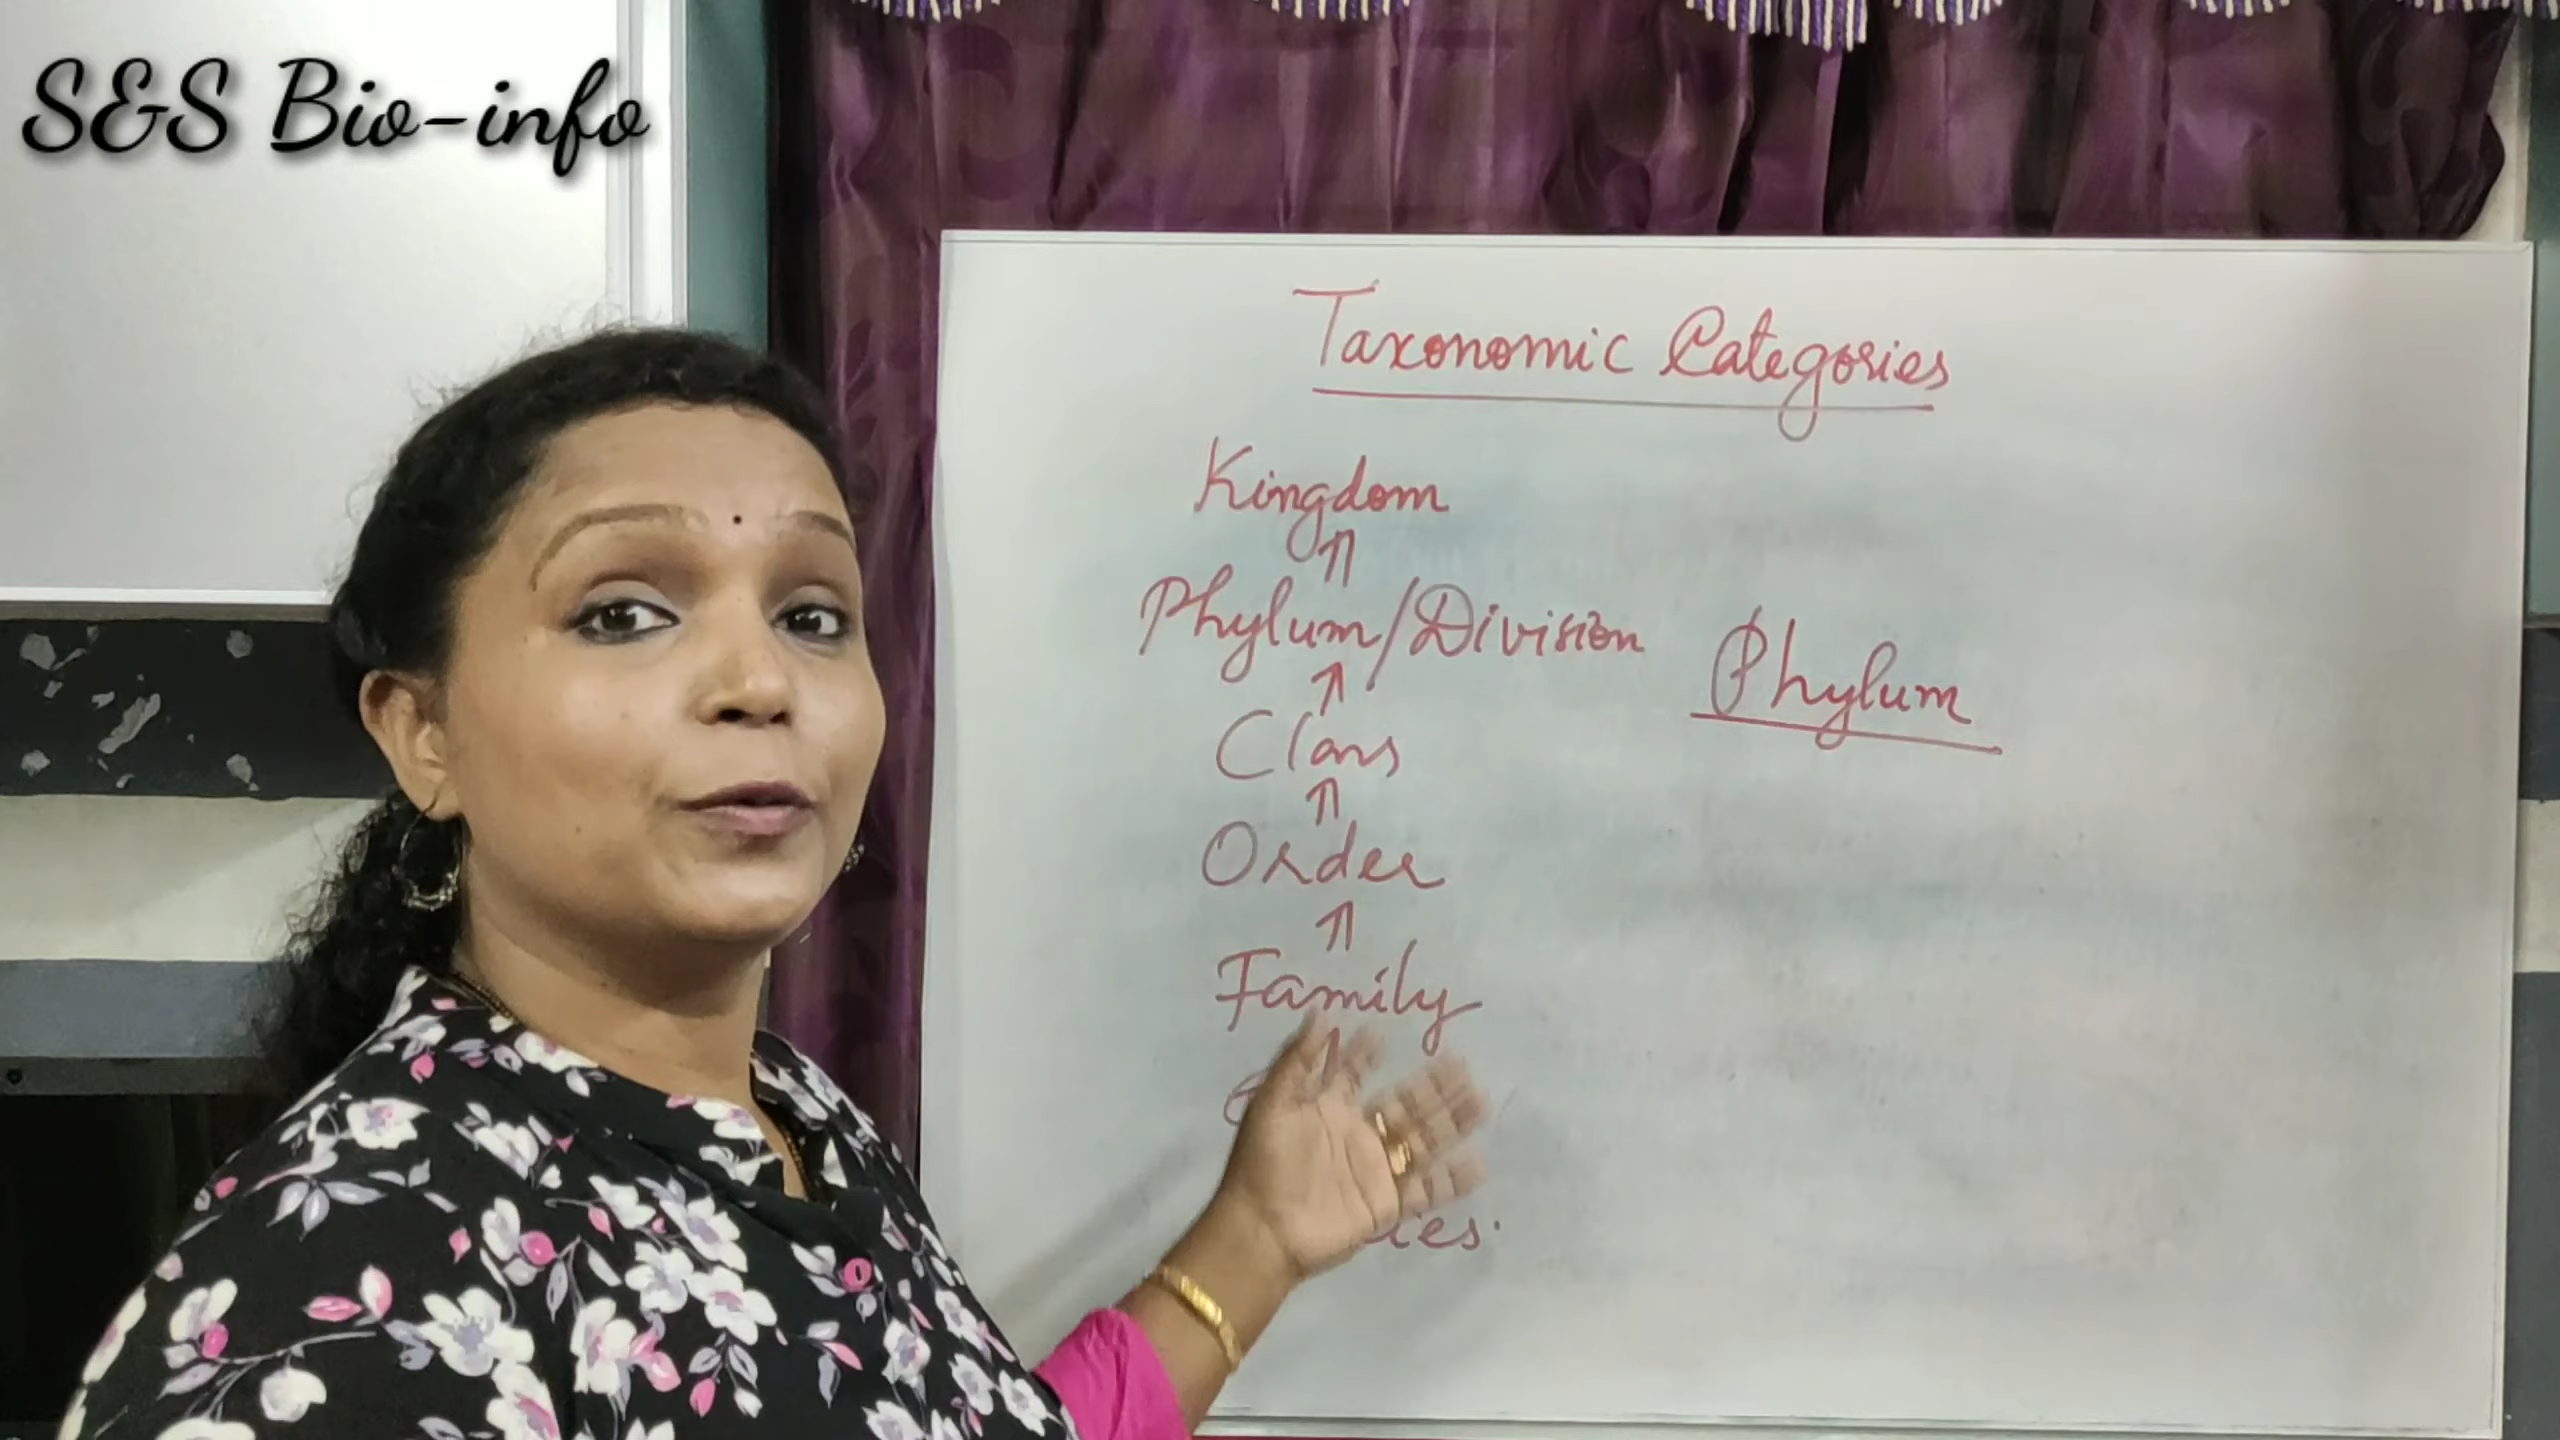 S&S Bio-info
Taxonomic Categories
Kingdom
⇑
Phylum/Division
Phylum
↑
Class
⇑
Order
⇑
Family